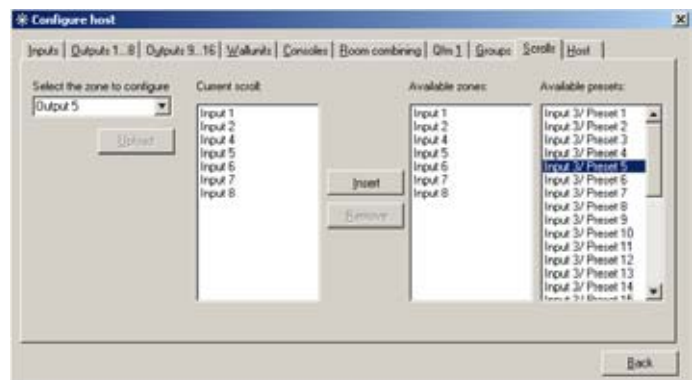 Configure host
Inputs Outputs 1...8 Outputs 9...16 Wallunits Consoles Room combining Qlm 1 Groups Scrolls Host
Select the zone to configure
Output 5
Upload
Current scroll:
Input 1
Input 2
Input 4
Input 5
Input 6
Input 7
Input 8
Insert
Remove
Available zones:
Input 1
Input 2
Input 4
Input 5
Input 6
Input 7
Input 8
Available presets:
Input 3/ Preset 1
Input 3/ Preset 2
Input 3/ Preset 3
Input 3/ Preset 4
Input 3/ Preset 5
Input 3/ Preset 6
Input 3/ Preset 7
Input 3/ Preset 8
Input 3/ Preset 9
Input 3/ Preset 10
Input 3/ Preset 11
Input 3/ Preset 12
Input 3/ Preset 13
Input 3/ Preset 14
Input 3/ Preset 15
Back